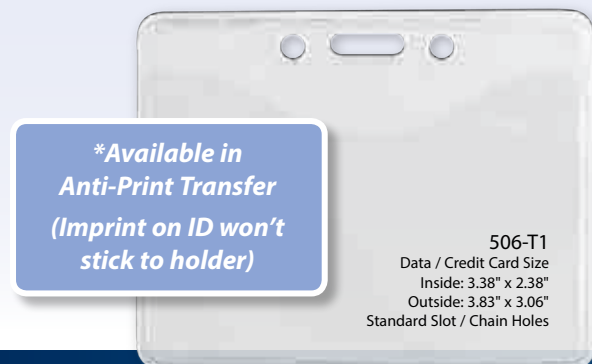 *Available in
Anti-Print Transfer
(Imprint on ID won’t
stick to holder)
506-T1
Data / Credit Card Size
Inside: 3.38" x 2.38"
Outside: 3.83" x 3.06"
Standard Slot / Chain Holes